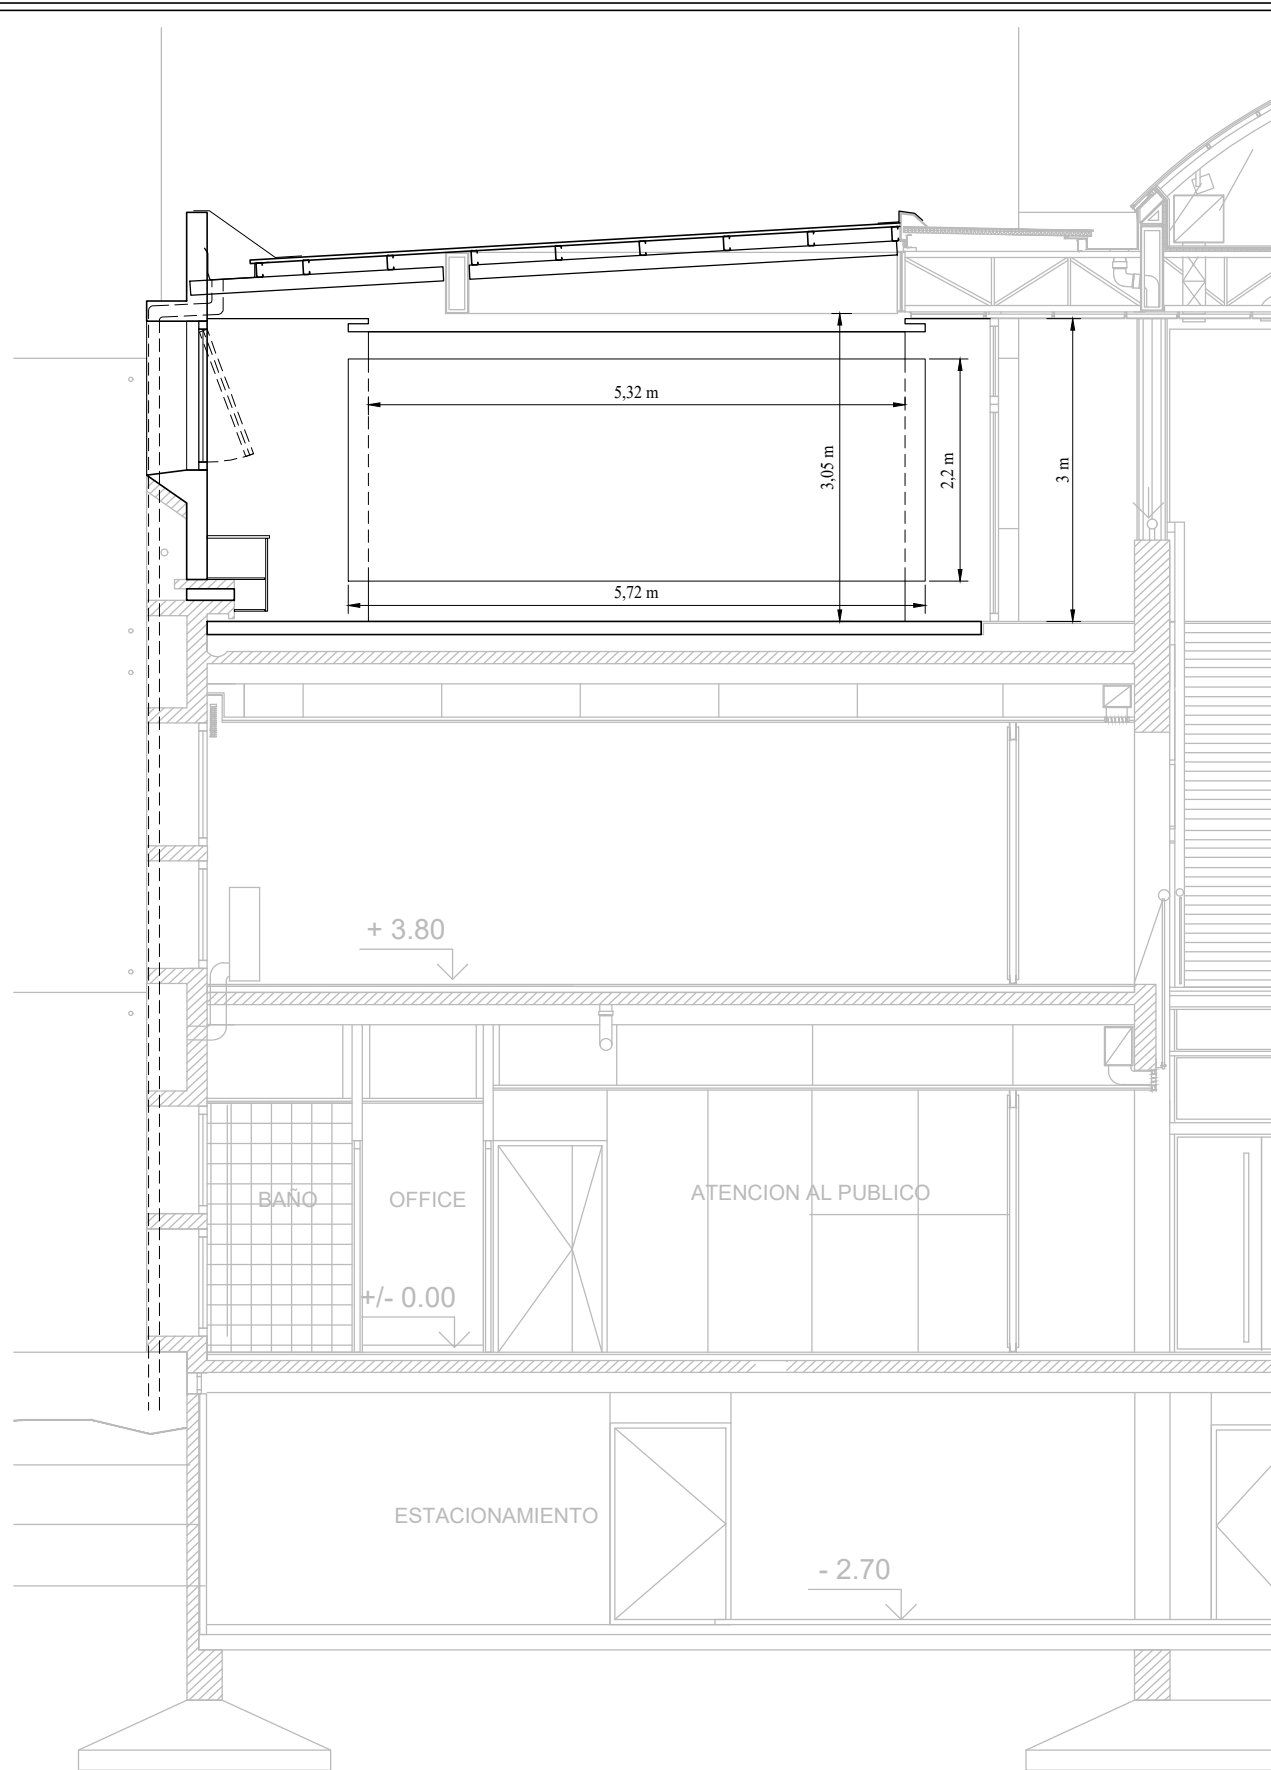 5,32 m
3,05 m
2,2 m
3 m
5,72 m
+ 3.80
BAÑO
OFFICE
ATENCION AL PUBLICO
+/- 0.00
ESTACIONAMIENTO
- 2.70